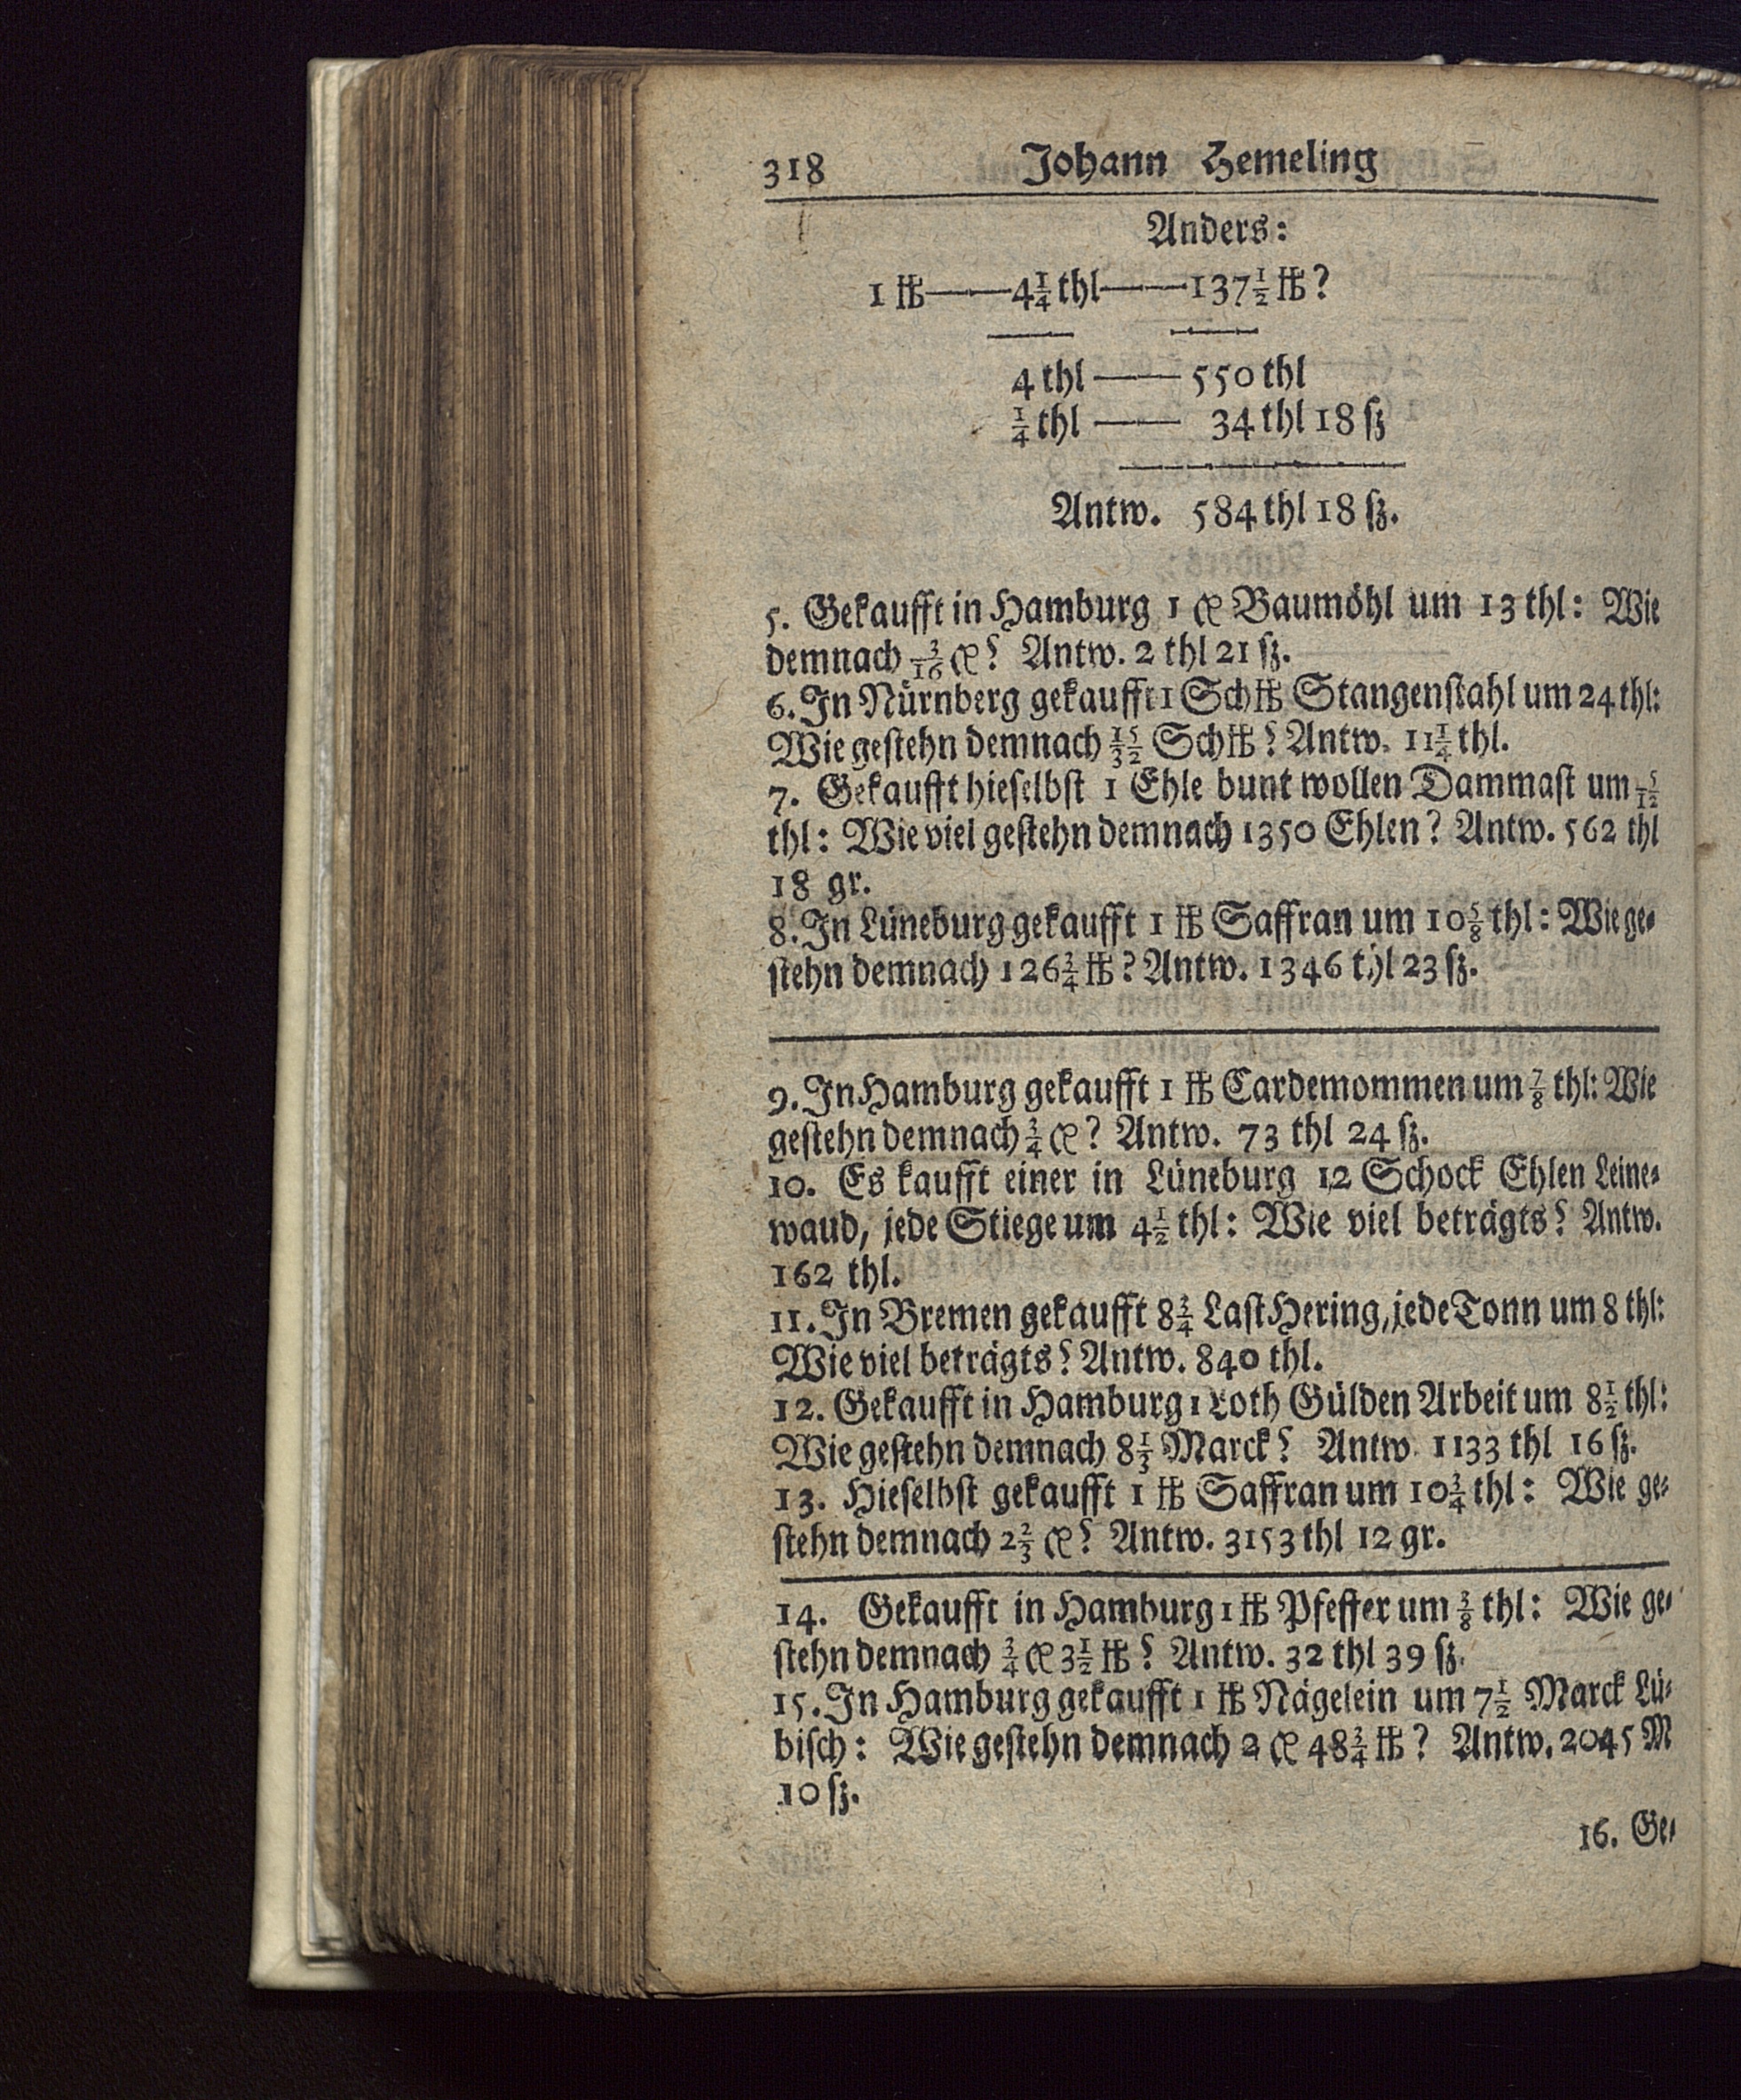 318 Johann Hemeling
Anders:
1 ℔——4¼ thl——137½ ℔?
4 thl —— 550 thl
¼ thl —— 34 thl 18 ſʒ
Antw. 584 thl 18 ſʒ.
5. Gekaufft in Hamburg 1 ꝶ Baumöhl um 13 thl: Wie
demnach 3/16 ꝶ? Antw. 2 thl 21 ſʒ.
6. In Nürnberg gekaufft 1 Sch℔ Stangenſtahl um 24 thl:
Wie geſtehn demnach 15/32 Sch℔? Antw. 11¼ thl.
7. Gekaufft hieſelbſt 1 Ehle bunt wollen Dammaſt um 5/12
thl: Wie viel geſtehn demnach 1350 Ehlen? Antw. 562 thl
18 gr.
8. In Lüneburg gekaufft 1 ℔ Saffran um 10⅝ thl: Wie ge⸗
ſtehn demnach 126¾ ℔? Antw. 1346 thl 23 ſʒ.
9. In Hamburg gekaufft 1 ℔ Cardemommen um ⅞ thl: Wie
geſtehn demnach ¾ ꝶ? Antw. 73 thl 24 ſʒ.
10. Es kaufft einer in Lüneburg 12 Schock Ehlen Leine⸗
waud, jede Stiege um 4½ thl: Wie viel beträgts? Antw.
162 thl.
11. In Bremen gekaufft 8¾ Laſt Hering, jede Tonn um 8 thl:
Wie viel beträgts? Antw. 840 thl.
12. Gekaufft in Hamburg 1 Loth Gülden Arbeit um 8½ thl:
Wie geſtehn demnach 8⅓ Marck? Antw. 1133 thl 16 ſʒ.
13. Hieſelbſt gekaufft 1 ℔ Saffran um 10¾ thl: Wie ge⸗
ſtehn demnach 2⅔ ꝶ? Antw. 3153 thl 12 gr.
14. Gekaufft in Hamburg 1 ℔ Pfeffer um ⅜ thl: Wie ge⸗
ſtehn demnach ¾ ꝶ 3½ ℔? Antw. 32 thl 39 ſʒ.
15. In Hamburg gekaufft 1 ℔ Nägelein um 7½ Marck Lü⸗
biſch: Wie geſtehn demnach 2 ꝶ 48¾ ℔? Antw. 2045 M
10 ſʒ.
16. Ge⸗